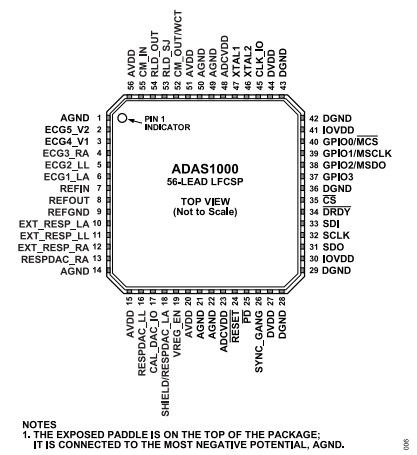 56 AVDD
55 CM_IN
54 RLD_OUT
53 RLD_SJ
52 CM_OUT/WCT
51 AVDD
50 AGND
49 AGND
48 ADCVDD
47 XTAL1
46 XTAL2
45 CLK_IO
44 DVDD
43 DGND
AGND 1
ECG5_V2 2
ECG4_V1 3
ECG3_RA 4
ECG2_LL 5
ECG1_LA 6
REFIN 7
REFOUT 8
REFGND 9
EXT_RESP_LA 10
EXT_RESP_LL 11
EXT_RESP_RA 12
RESPDAC_RA 13
AGND 14
PIN 1
INDICATOR
ADAS1000
56-LEAD LFCSP
TOP VIEW
(Not to Scale)
42 DGND
41 IOVDD
40 GPIO0/MCS
39 GPIO1/MSCLK
38 GPIO2/MSDO
37 GPIO3
36 DGND
35 CS
34 DRDY
33 SDI
32 SCLK
31 SDO
30 IOVDD
29 DGND
AVDD 15
RESPDAC_LL 16
CAL_DAC_IO 17
SHIELD/RESPDAC_LA 18
VREG_EN 19
AVDD 20
AGND 21
AGND 22
ADCVDD 23
RESET 24
PD 25
SYNC_GANG 26
DVDD 27
DGND 28
NOTES
1. THE EXPOSED PADDLE IS ON THE TOP OF THE PACKAGE;
IT IS CONNECTED TO THE MOST NEGATIVE POTENTIAL, AGND.